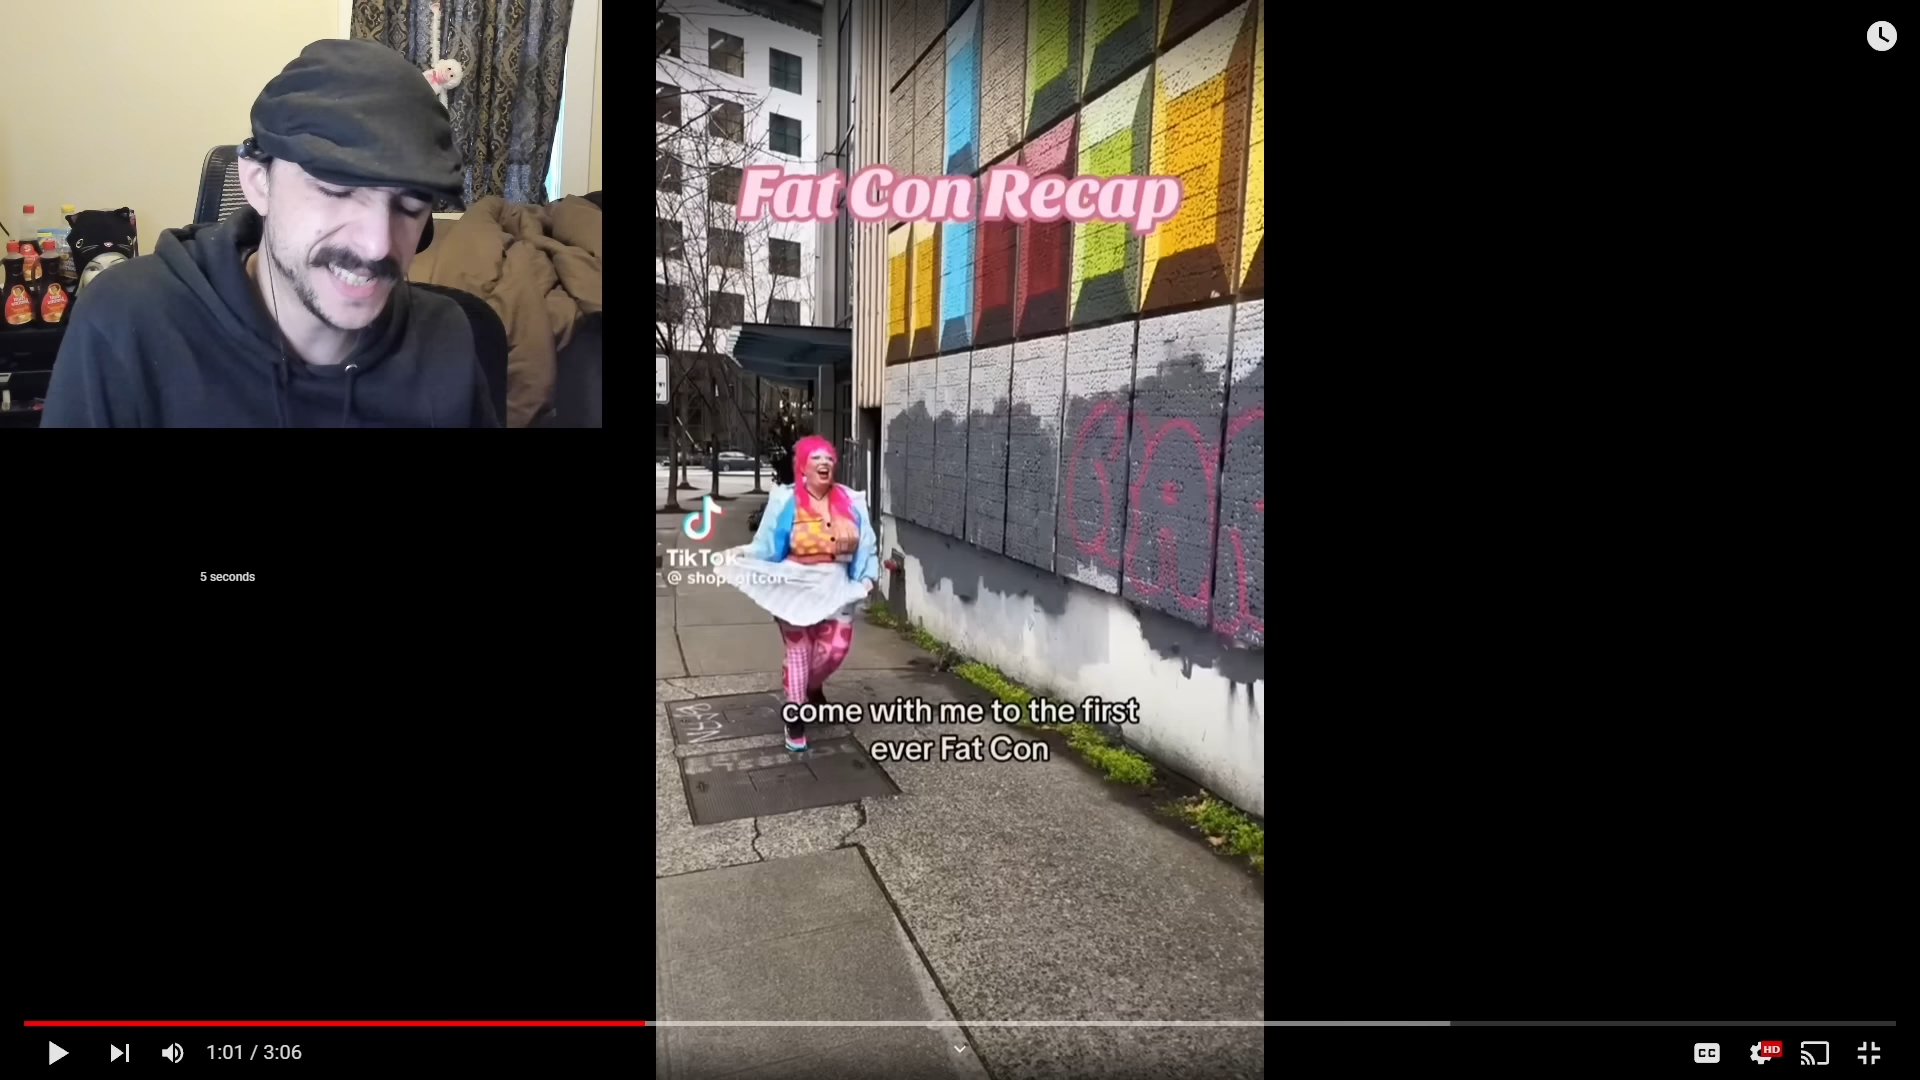 Fat Con Recap
TikTok
5 seconds
come with me to the first
ever Fat Con
1:01 / 3:06
CC
HD